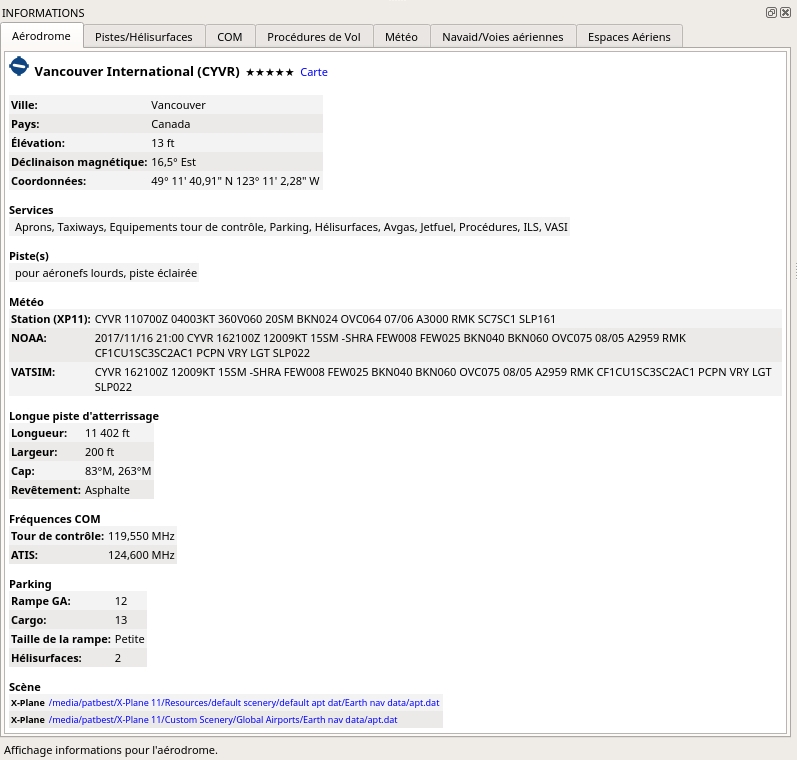 INFORMATIONS
Aérodrome Pistes/Hélisurfaces COM Procédures de Vol Météo Navaid/Voies aériennes Espaces Aériens
Vancouver International (CYVR) ★★★★★ Carte
Ville: Vancouver
Pays: Canada
Élévation: 13 ft
Déclinaison magnétique: 16,5° Est
Coordonnées: 49° 11' 40,91" N 123° 11' 2,28" W
Services
Aprons, Taxiways, Equipements tour de contrôle, Parking, Hélisurfaces, Avgas, Jetfuel, Procédures, ILS, VASI
Piste(s)
pour aéronefs lourds, piste éclairée
Météo
Station (XP11): CYVR 110700Z 04003KT 360V060 20SM BKN024 OVC064 07/06 A3000 RMK SC7SC1 SLP161
NOAA: 2017/11/16 21:00 CYVR 162100Z 12009KT 15SM -SHRA FEW008 FEW025 BKN040 BKN060 OVC075 08/05 A2959 RMK
CF1CU1SC3SC2AC1 PCPN VRY LGT SLP022
VATSIM: CYVR 162100Z 12009KT 15SM -SHRA FEW008 FEW025 BKN040 BKN060 OVC075 08/05 A2959 RMK CF1CU1SC3SC2AC1 PCPN VRY LGT
SLP022
Longue piste d'atterrissage
Longueur: 11 402 ft
Largeur: 200 ft
Cap: 83°M, 263°M
Revêtement: Asphalte
Fréquences COM
Tour de contrôle: 119,550 MHz
ATIS: 124,600 MHz
Parking
Rampe GA: 12
Cargo: 13
Taille de la rampe: Petite
Hélisurfaces: 2
Scène
X-Plane /media/patbest/X-Plane 11/Resources/default scenery/default apt dat/Earth nav data/apt.dat
X-Plane /media/patbest/X-Plane 11/Custom Scenery/Global Airports/Earth nav data/apt.dat
Affichage informations pour l'aérodrome.